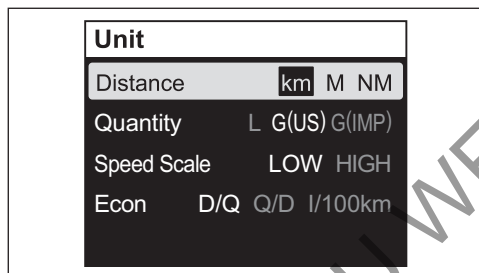 Unit
Distance km M NM
Quantity L G(US) G(IMP)
Speed Scale LOW HIGH
Econ D/Q Q/D l/100km